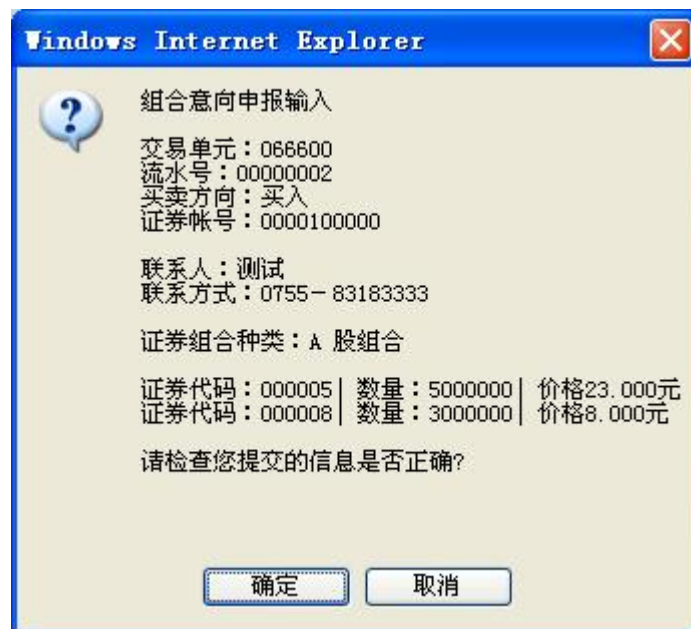 Windows Internet Explorer
组合意向申报输入
交易单元：066600
流水号：00000002
买卖方向：买入
证券帐号：0000100000
联系人：测试
联系方式：0755－83183333
证券组合种类：A 股组合
证券代码：000005| 数量：5000000| 价格23.000元
证券代码：000008| 数量：3000000| 价格8.000元
请检查您提交的信息是否正确?
确定
取消